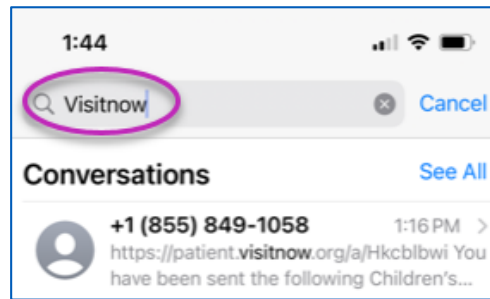 1:44
Visitnow Cancel
Conversations See All
+1 (855) 849-1058 1:16 PM >
https://patient.visitnow.org/a/Hkcblbwi You
have been sent the following Children's...